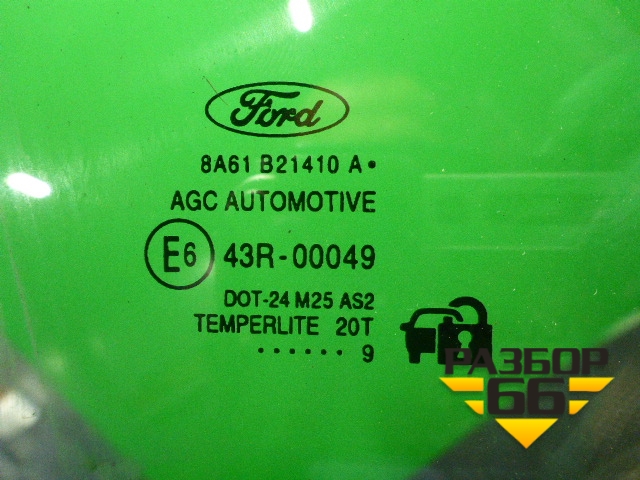 Ford
8A61 B21410 A•
AGC AUTOMOTIVE
E6 43R-00049
DOT-24 M25 AS2
TEMPERLITE 20T
...... 9
РАЗБОР
66